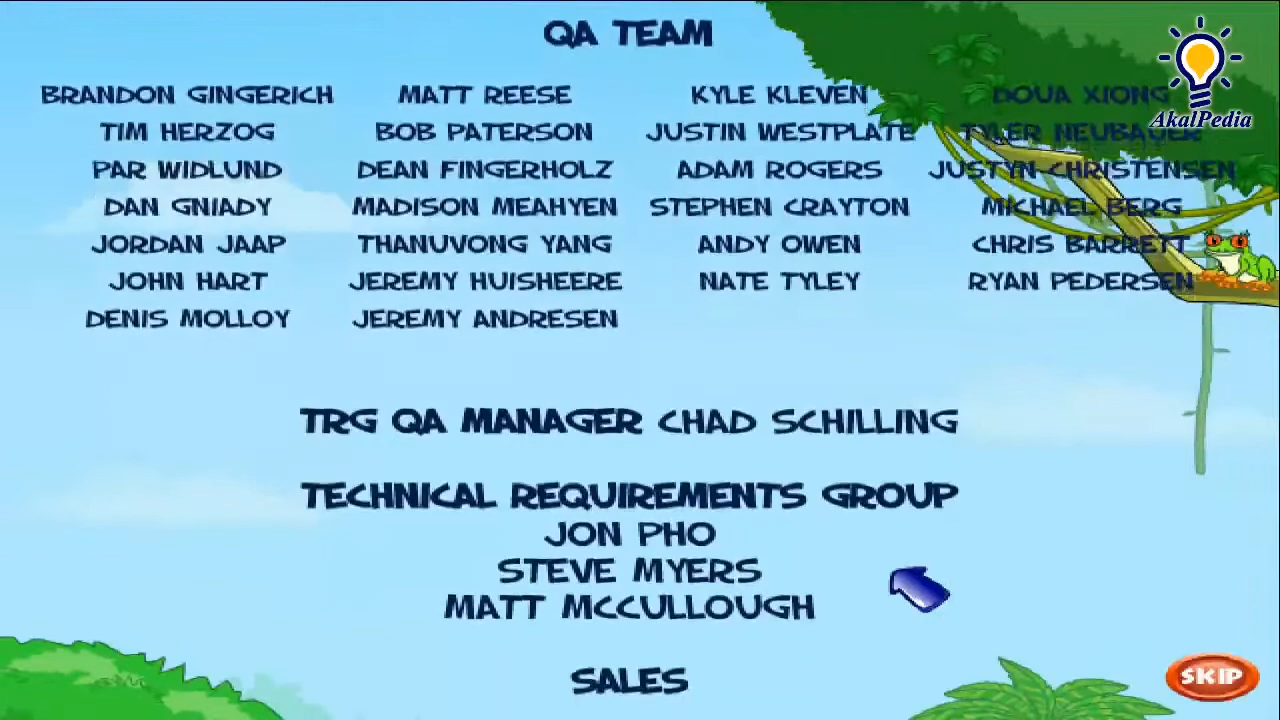 QA TEAM
BRANDON GINGERICH MATT REESE KYLE KLEVEN DOUA XIONG
TIM HERZOG BOB PATERSON JUSTIN WESTPLATE TYLER NEUBAUER
PAR WIDLUND DEAN FINGERHOLZ ADAM ROGERS JUSTYN CHRISTENSEN
DAN GNIADY MADISON MEAHYEN STEPHEN CRAYTON MICHAEL BERG
JORDAN JAAP THANUVONG YANG ANDY OWEN CHRIS BARRETT
JOHN HART JEREMY HUISHEERE NATE TYLEY RYAN PEDERSEN
DENIS MOLLOY JEREMY ANDRESEN
TRG QA MANAGER CHAD SCHILLING
TECHNICAL REQUIREMENTS GROUP
JON PHO
STEVE MYERS
MATT MCCULLOUGH
SALES
SKIP
AkalPedia